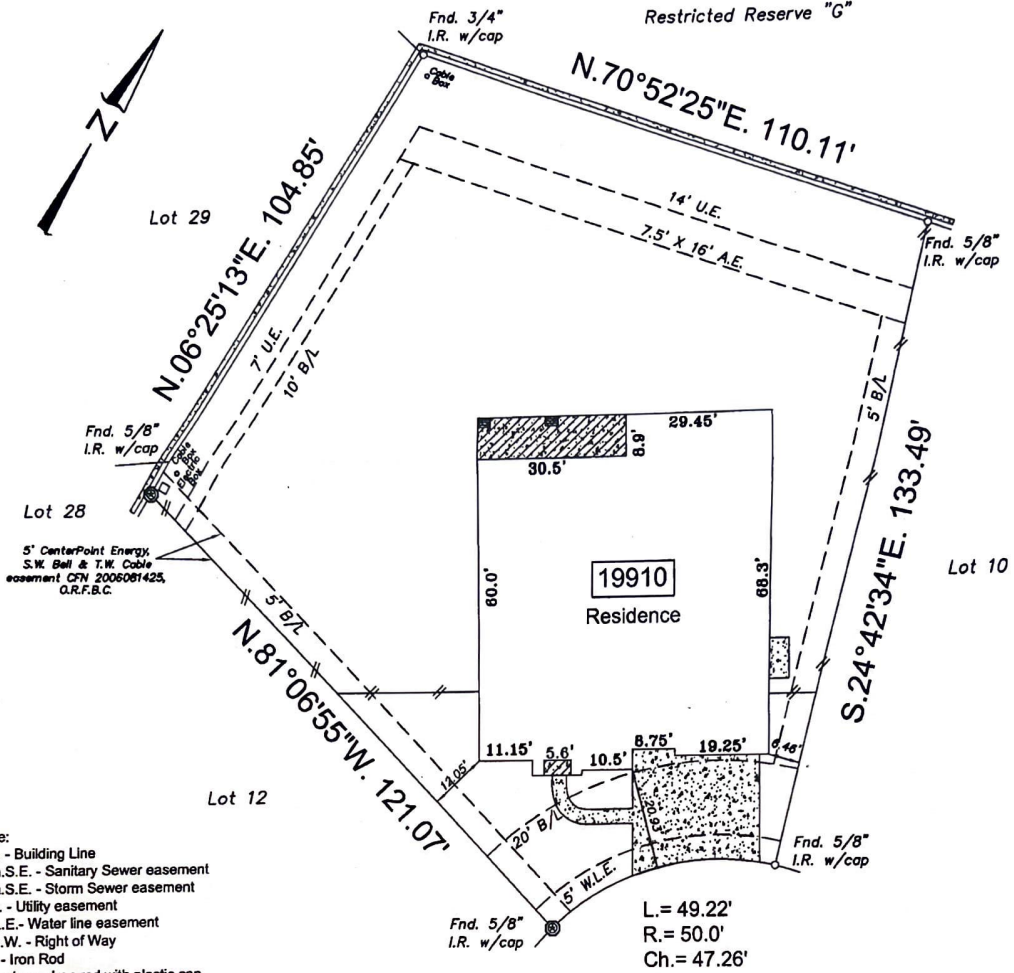 Restricted Reserve "G"
Fnd. 3/4"
I.R. w/cap
Cable
Box
N.70°52'25"E. 110.11'
Z
N.06°25'13"E. 104.85'
Lot 29
14' U.E.
7.5' X 16' A.E.
Fnd. 5/8"
I.R. w/cap
7' U.E.
10' B/L
5' B/L
Fnd. 5/8"
I.R. w/cap
Cable
Box
Electric
Box
29.45'
30.5'
8.9'
S.24°42'34"E. 133.49'
Lot 28
5' CenterPoint Energy,
S.W. Bell & T.W. Cable
easement CFN 2006081425,
O.R.F.B.C.
Lot 10
60.0'
19910
Residence
68.3'
5' B/L
N.81°06'55"W. 121.07'
11.15'
5.6'
10.5'
8.75'
19.25'
6.46'
12.05'
Lot 12
20' B/L
20.93'
5' W.L.E.
Fnd. 5/8"
I.R. w/cap
Fnd. 5/8"
I.R. w/cap
L.= 49.22'
R.= 50.0'
Ch.= 47.26'
e:
- Building Line
.S.E. - Sanitary Sewer easement
.S.E. - Storm Sewer easement
. - Utility easement
.E.- Water line easement
.W. - Right of Way
- Iron Rod